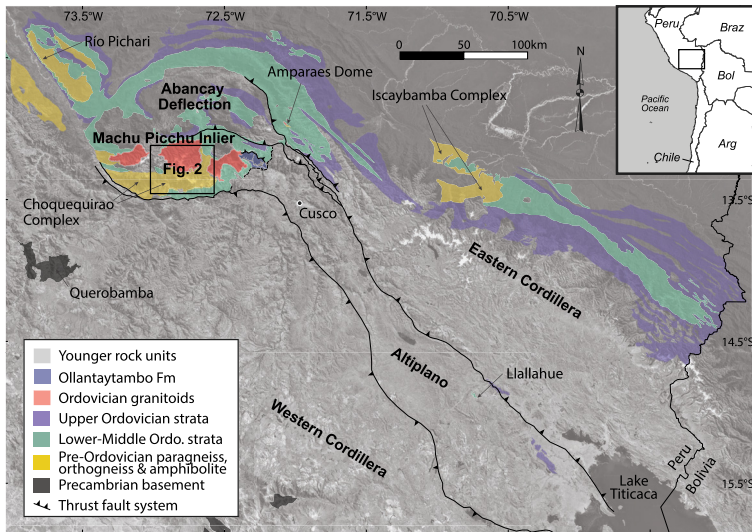 73.5°W
72.5°W
71.5°W
70.5°W
Río Pichari
0
50
100km
N
Amparaes Dome
Abancay
Deflection
Iscaybamba Complex
Machu Picchu Inlier
Fig. 2
Choquequirao
Complex
Cusco
13.5°S
Querobamba
Eastern Cordillera
14.5°S
Altiplano
Llallahue
Western Cordillera
Peru
Bolivia
15.5°S
Lake
Titicaca
Younger rock units
Ollantaytambo Fm
Ordovician granitoids
Upper Ordovician strata
Lower-Middle Ordo. strata
Pre-Ordovician paragneiss,
orthogneiss & amphibolite
Precambrian basement
Thrust fault system
Peru
Braz
Bol
Pacific
Ocean
Arg
Chile